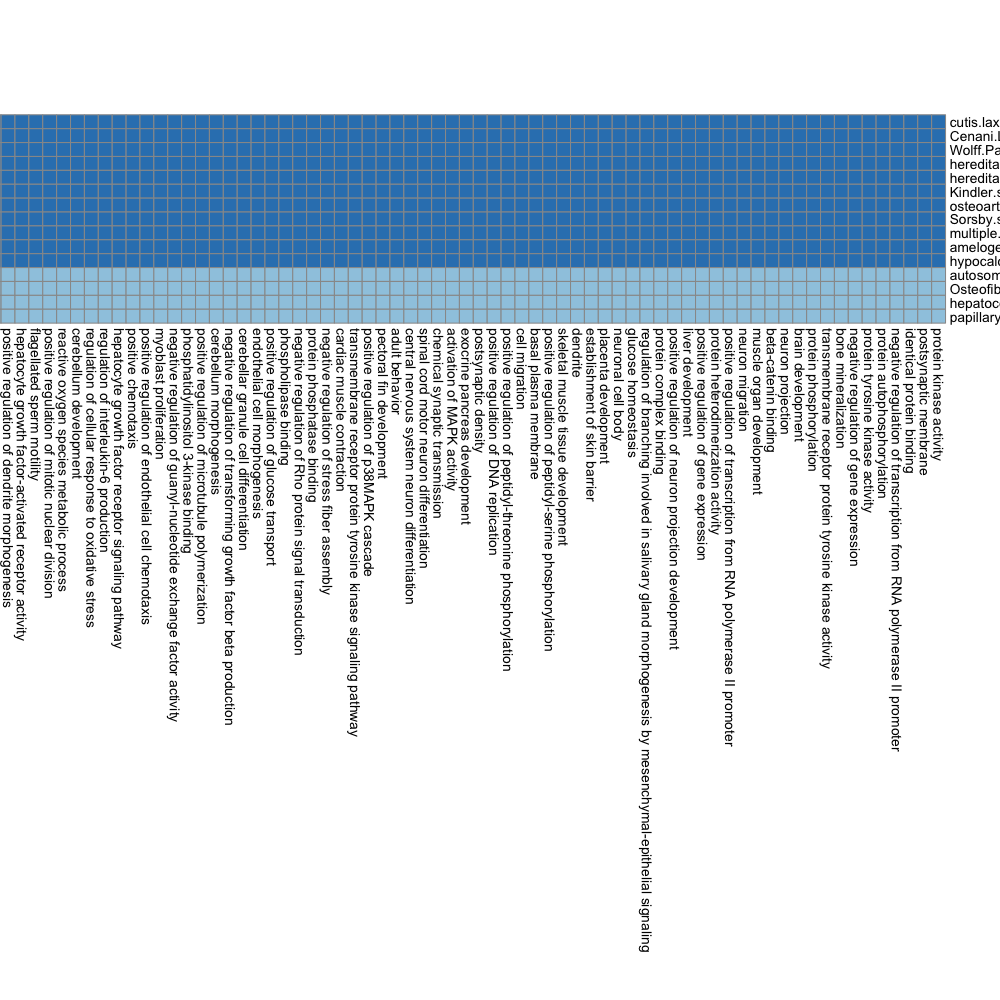 cutis.lax
Cenani.L
Wolff.Pa
heredita
heredita
Kindler.s
osteoart
Sorsby.s
multiple.
ameloge
hypocalc
autosom
Osteofib
hepatoc
papillary
positive regulation of dendrite morphogenesis
hepatocyte growth factor-activated receptor activity
flagellated sperm motility
positive regulation of mitotic nuclear division
reactive oxygen species metabolic process
cerebellum development
regulation of cellular response to oxidative stress
regulation of interleukin-6 production
hepatocyte growth factor receptor signaling pathway
positive chemotaxis
positive regulation of endothelial cell chemotaxis
myoblast proliferation
negative regulation of guanyl-nucleotide exchange factor activity
phosphatidylinositol 3-kinase binding
positive regulation of microtubule polymerization
cerebellum morphogenesis
negative regulation of transforming growth factor beta production
cerebellar granule cell differentiation
endothelial cell morphogenesis
positive regulation of glucose transport
phospholipase binding
negative regulation of Rho protein signal transduction
protein phosphatase binding
negative regulation of stress fiber assembly
cardiac muscle contraction
transmembrane receptor protein tyrosine kinase signaling pathway
positive regulation of p38MAPK cascade
pectoral fin development
adult behavior
central nervous system neuron differentiation
spinal cord motor neuron differentiation
chemical synaptic transmission
activation of MAPK activity
exocrine pancreas development
postsynaptic density
positive regulation of DNA replication
positive regulation of peptidyl-threonine phosphorylation
cell migration
basal plasma membrane
positive regulation of peptidyl-serine phosphorylation
skeletal muscle tissue development
dendrite
establishment of skin barrier
placenta development
neuronal cell body
glucose homeostasis
regulation of branching involved in salivary gland morphogenesis by mesenchymal-epithelial signaling
protein complex binding
positive regulation of neuron projection development
liver development
positive regulation of gene expression
protein heterodimerization activity
positive regulation of transcription from RNA polymerase II promoter
neuron migration
muscle organ development
beta-catenin binding
neuron projection
brain development
protein phosphorylation
transmembrane receptor protein tyrosine kinase activity
bone mineralization
negative regulation of gene expression
protein tyrosine kinase activity
protein autophosphorylation
negative regulation of transcription from RNA polymerase II promoter
identical protein binding
postsynaptic membrane
protein kinase activity